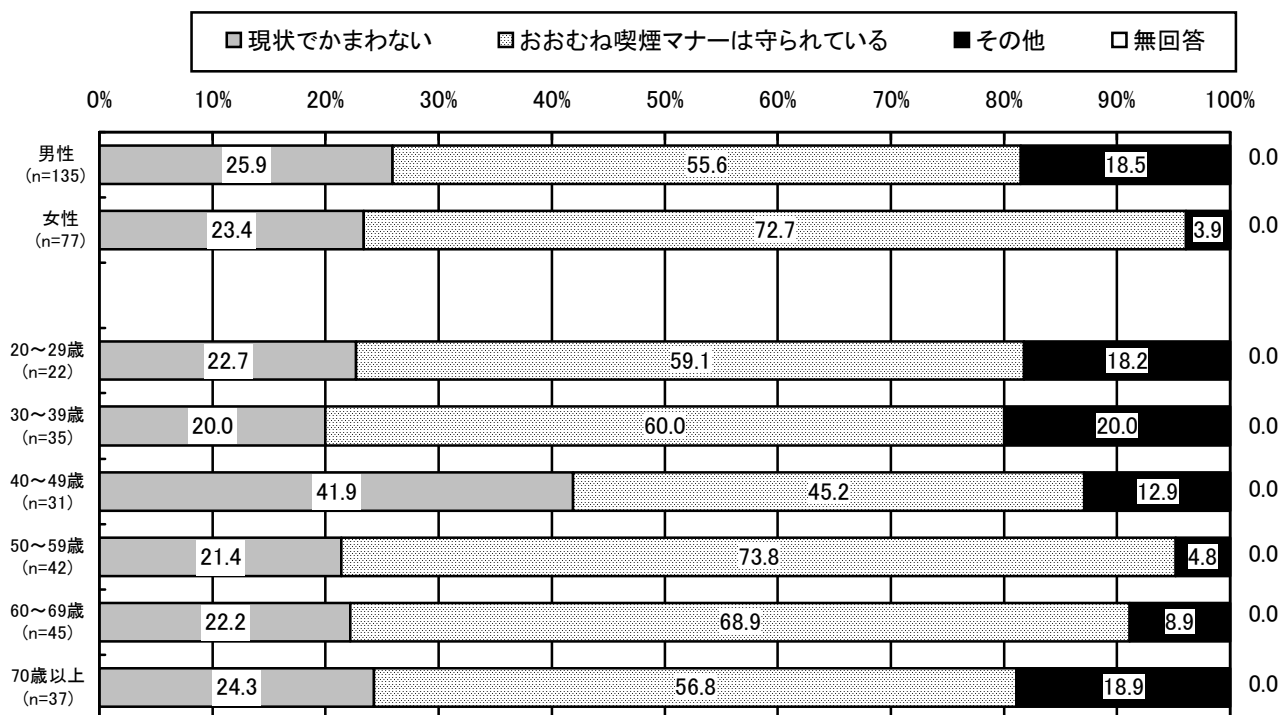 現状でかまわない おおむね喫煙マナーは守られている その他 無回答
0% 10% 20% 30% 40% 50% 60% 70% 80% 90% 100%
男性
(n=135)
25.9 55.6 18.5 0.0
女性
(n=77)
23.4 72.7 3.9 0.0
20～29歳
(n=22)
22.7 59.1 18.2 0.0
30～39歳
(n=35)
20.0 60.0 20.0 0.0
40～49歳
(n=31)
41.9 45.2 12.9 0.0
50～59歳
(n=42)
21.4 73.8 4.8 0.0
60～69歳
(n=45)
22.2 68.9 8.9 0.0
70歳以上
(n=37)
24.3 56.8 18.9 0.0